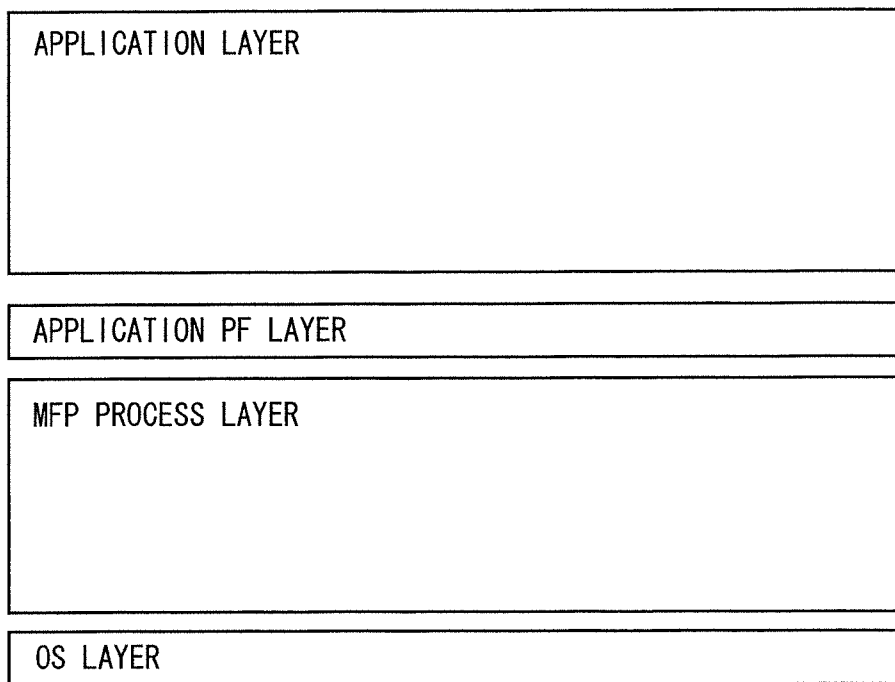 APPLICATION LAYER
APPLICATION PF LAYER
MFP PROCESS LAYER
OS LAYER